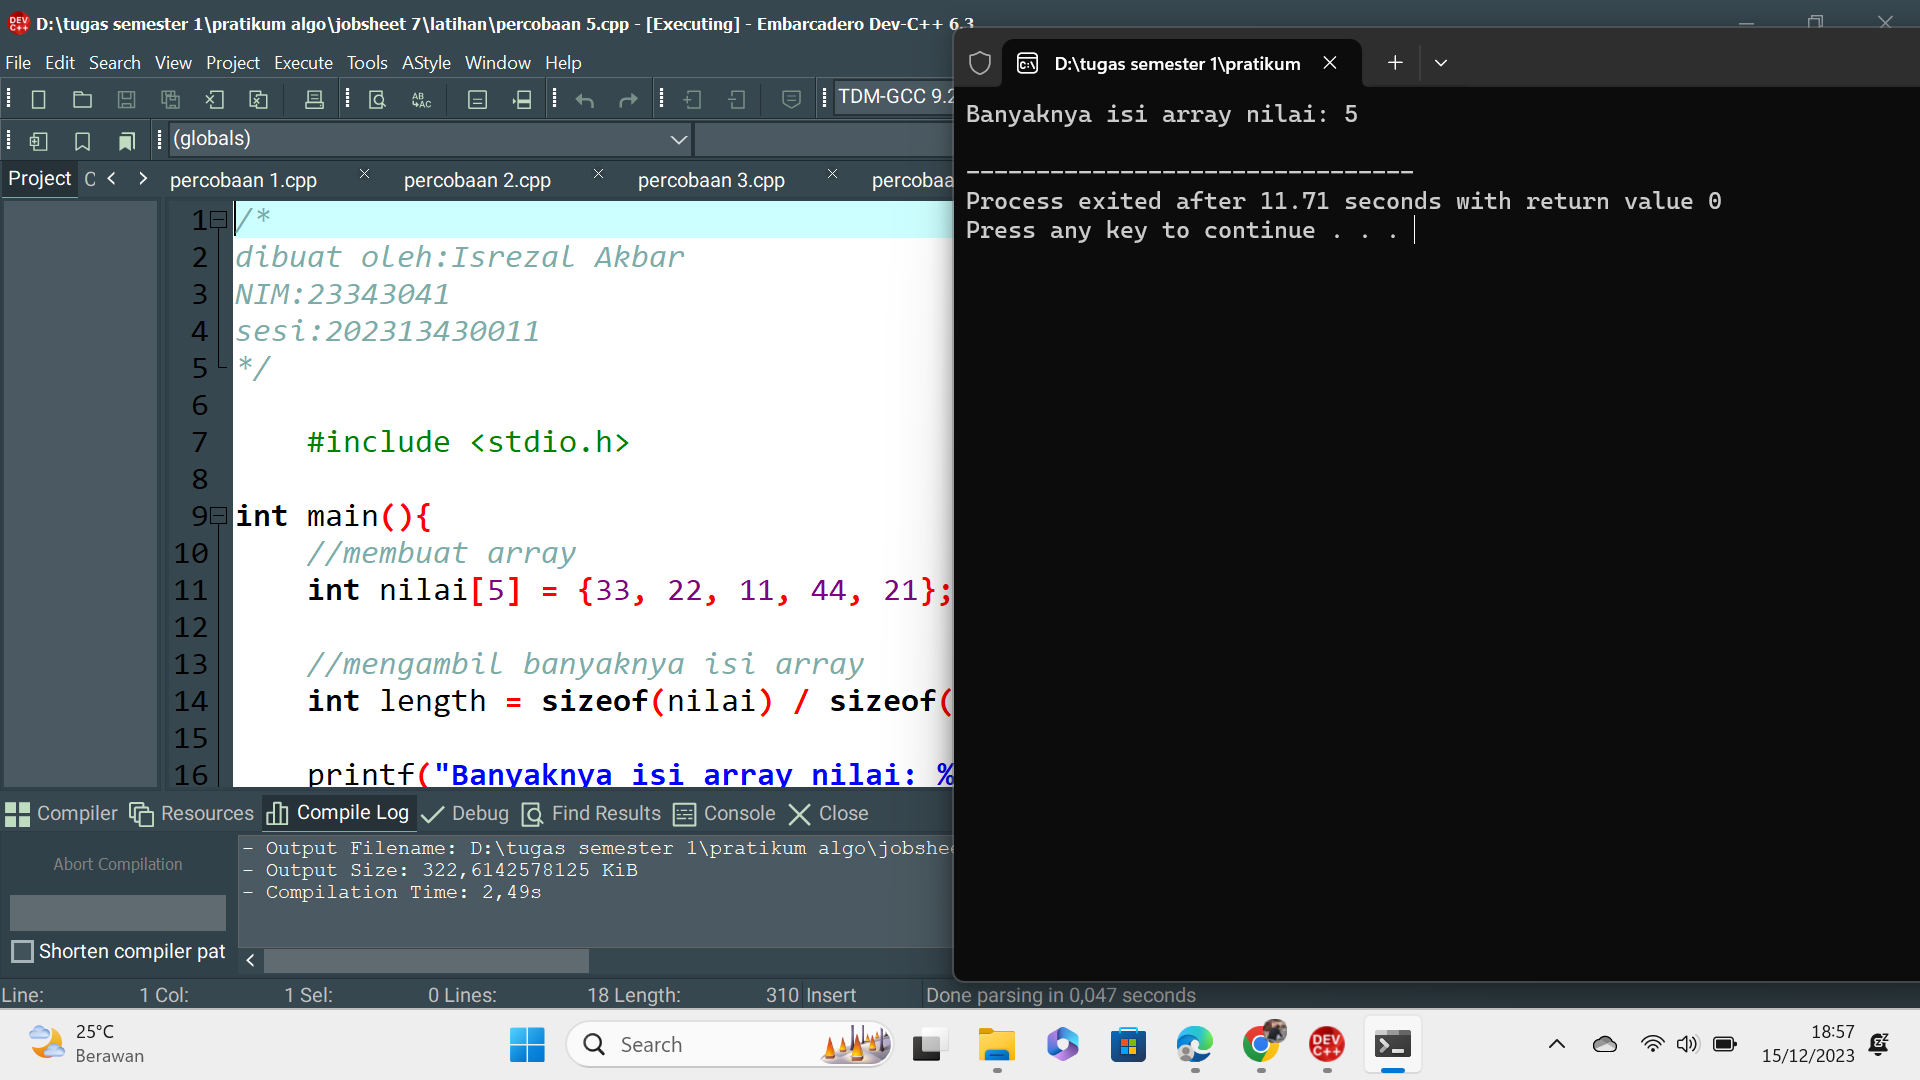 D:\tugas semester 1\pratikum algo\jobsheet 7\latihan\percobaan 5.cpp - [Executing] - Embarcadero Dev-C++ 6.3
File Edit Search View Project Execute Tools AStyle Window Help
TDM-GCC 9.2
(globals)
Project
percobaan 1.cpp
percobaan 2.cpp
percobaan 3.cpp
percobaa
1 /*
2 dibuat oleh:Isrezal Akbar
3 NIM:23343041
4 sesi:202313430011
5 */
6
7 #include <stdio.h>
8
9 int main(){
10 //membuat array
11 int nilai[5] = {33, 22, 11, 44, 21};
12
13 //mengambil banyaknya isi array
14 int length = sizeof(nilai) / sizeof(
15
16 printf("Banyaknya isi array nilai: %
Compiler Resources Compile Log Debug Find Results Console Close
Abort Compilation
Shorten compiler pat
- Output Filename: D:\tugas semester 1\pratikum algo\jobshee
- Output Size: 322,6142578125 KiB
- Compilation Time: 2,49s
Line: 1 Col: 1 Sel: 0 Lines: 18 Length: 310 Insert Done parsing in 0,047 seconds
D:\tugas semester 1\pratikum
Banyaknya isi array nilai: 5
--------------------------------
Process exited after 11.71 seconds with return value 0
Press any key to continue . . .
25°C
Berawan
Search
DEV C++
18:57
15/12/2023